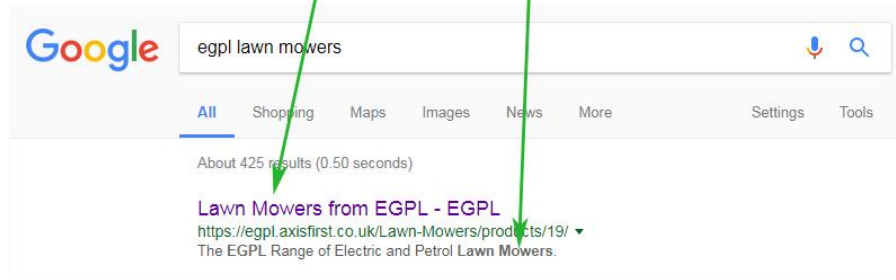 Google
egpl lawn mowers
All Shopping Maps Images News More Settings Tools
About 425 results (0.50 seconds)
Lawn Mowers from EGPL - EGPL
https://egpl.axisfirst.co.uk/Lawn-Mowers/products/19/
The EGPL Range of Electric and Petrol Lawn Mowers.